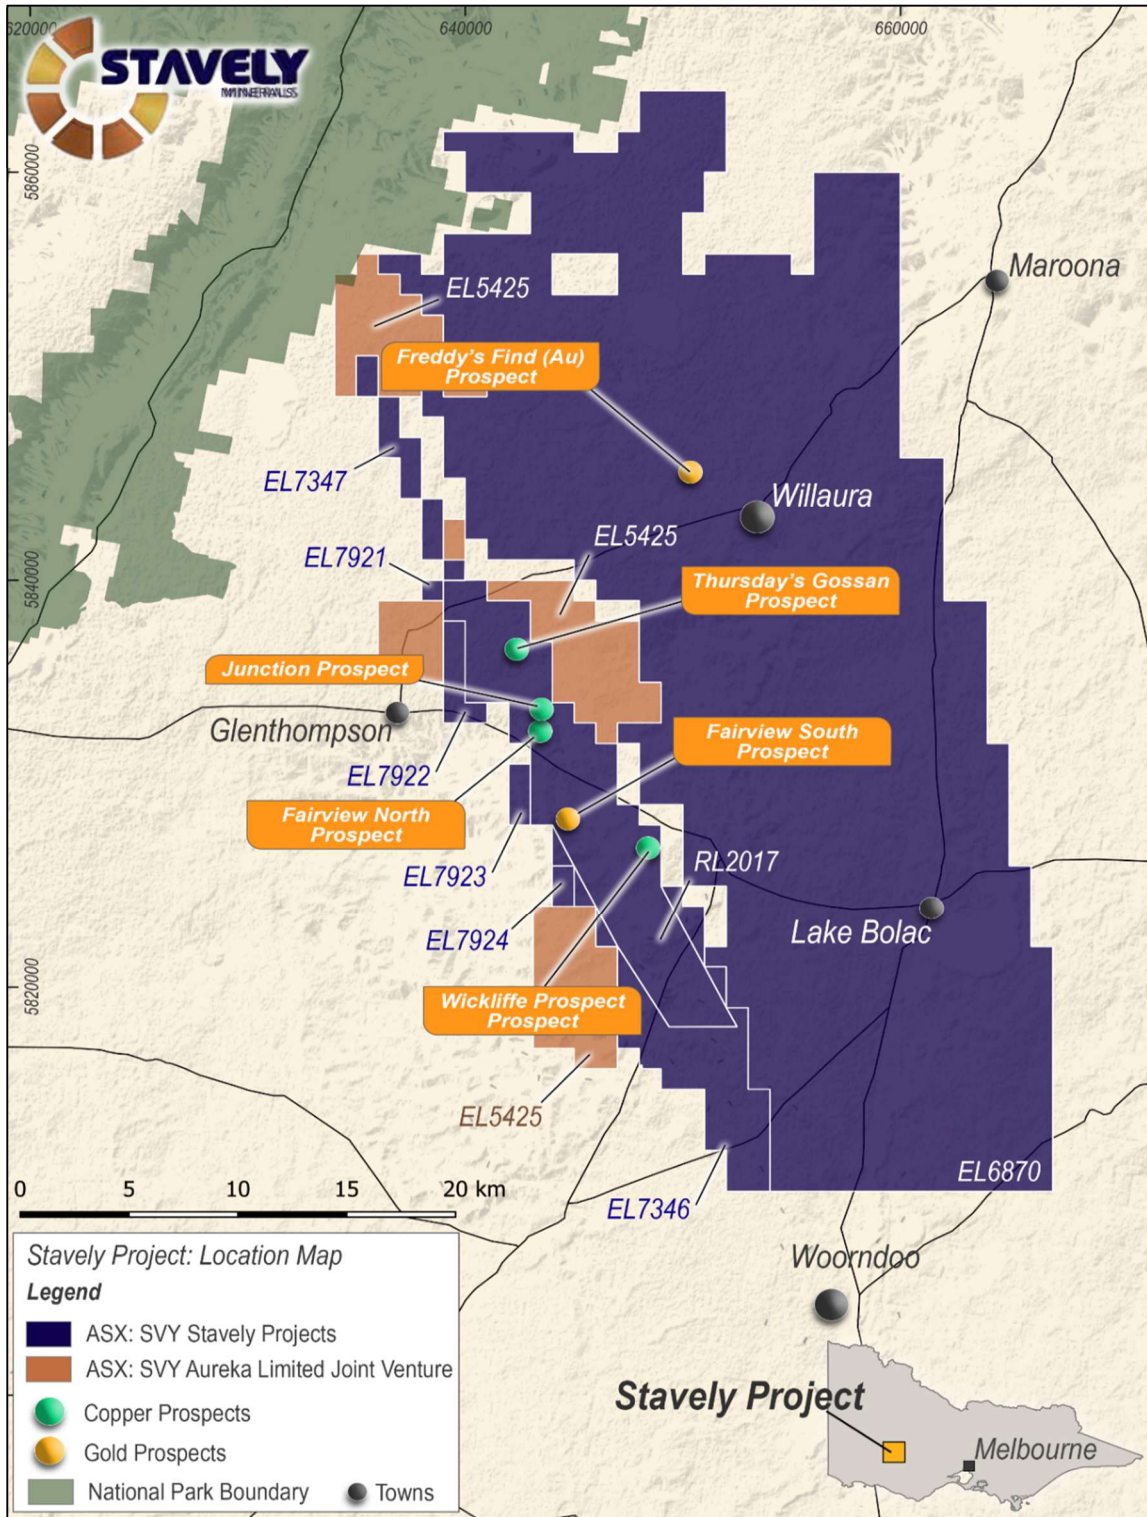 620000
640000
660000
STAVELY
MINERALS
5860000
Maroona
EL5425
Freddy's Find (Au)
Prospect
EL7347
Willaura
EL5425
EL7921
5840000
Thursday's Gossan
Prospect
Junction Prospect
Glenthompson
Fairview South
Prospect
EL7922
Fairview North
Prospect
EL7923
RL2017
EL7924
Lake Bolac
5820000
Wickliffe Prospect
Prospect
EL5425
EL6870
EL7346
0 5 10 15 20 km
Woorndoo
Stavely Project: Location Map
Legend
ASX: SVY Stavely Projects
ASX: SVY Aureka Limited Joint Venture
Copper Prospects
Gold Prospects
National Park Boundary
Towns
Stavely Project
Melbourne